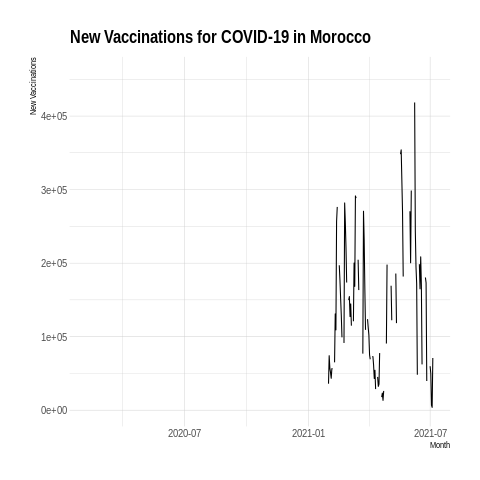 New Vaccinations for COVID-19 in Morocco
New Vaccinations
4e+05
3e+05
2e+05
1e+05
0e+00
2020-07
2021-01
2021-07
Month